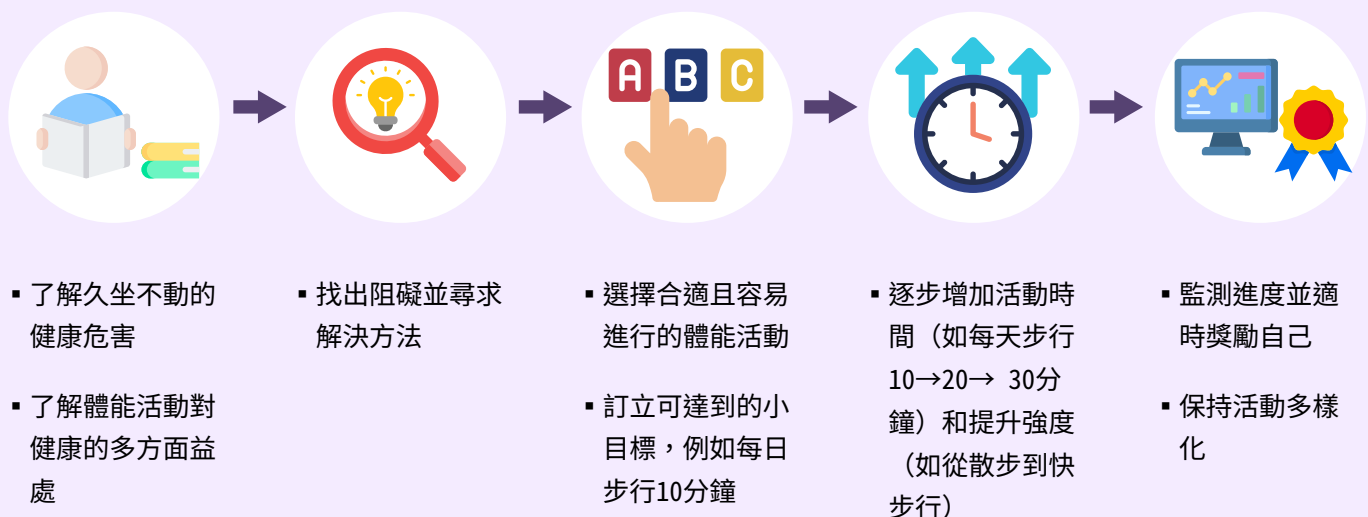 A B C
▪ 了解久坐不動的
健康危害
▪ 了解體能活動對
健康的多方面益
處
▪ 找出阻礙並尋求
解決方法
▪ 選擇合適且容易
進行的體能活動
▪ 訂立可達到的小
目標，例如每日
步行10分鐘
▪ 逐步增加活動時
間（如每天步行
10→20→ 30分
鐘）和提升強度
（如從散步到快
步行）
▪ 監測進度並適
時獎勵自己
▪ 保持活動多樣
化